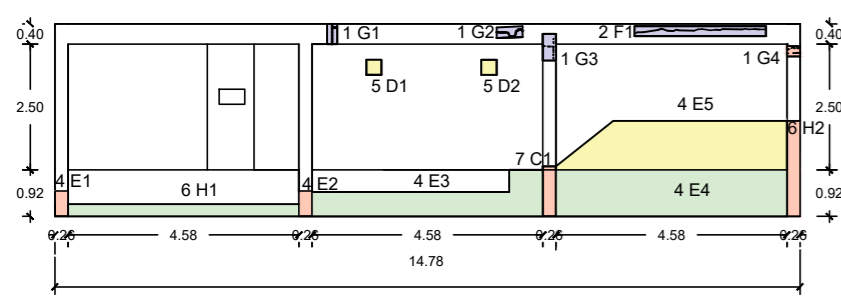 0.40 1 G1 1 G2 2 F1 0.40
1 G3 1 G4
5 D1 5 D2
2.50 4 E5 2.50
6 H2
7 C1
4 E1 6 H1 4 E2 4 E3 4 E4
0.92 0.92
0.26 4.58 0.26 4.58 0.26 4.58 0.26
14.78